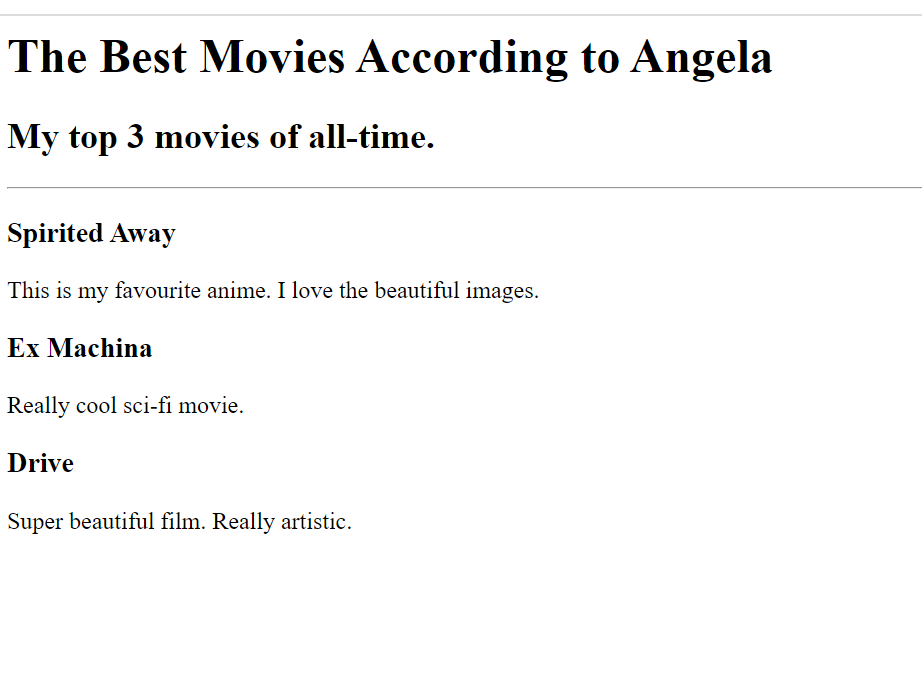 The Best Movies According to Angela
My top 3 movies of all-time.
Spirited Away
This is my favourite anime. I love the beautiful images.
Ex Machina
Really cool sci-fi movie.
Drive
Super beautiful film. Really artistic.